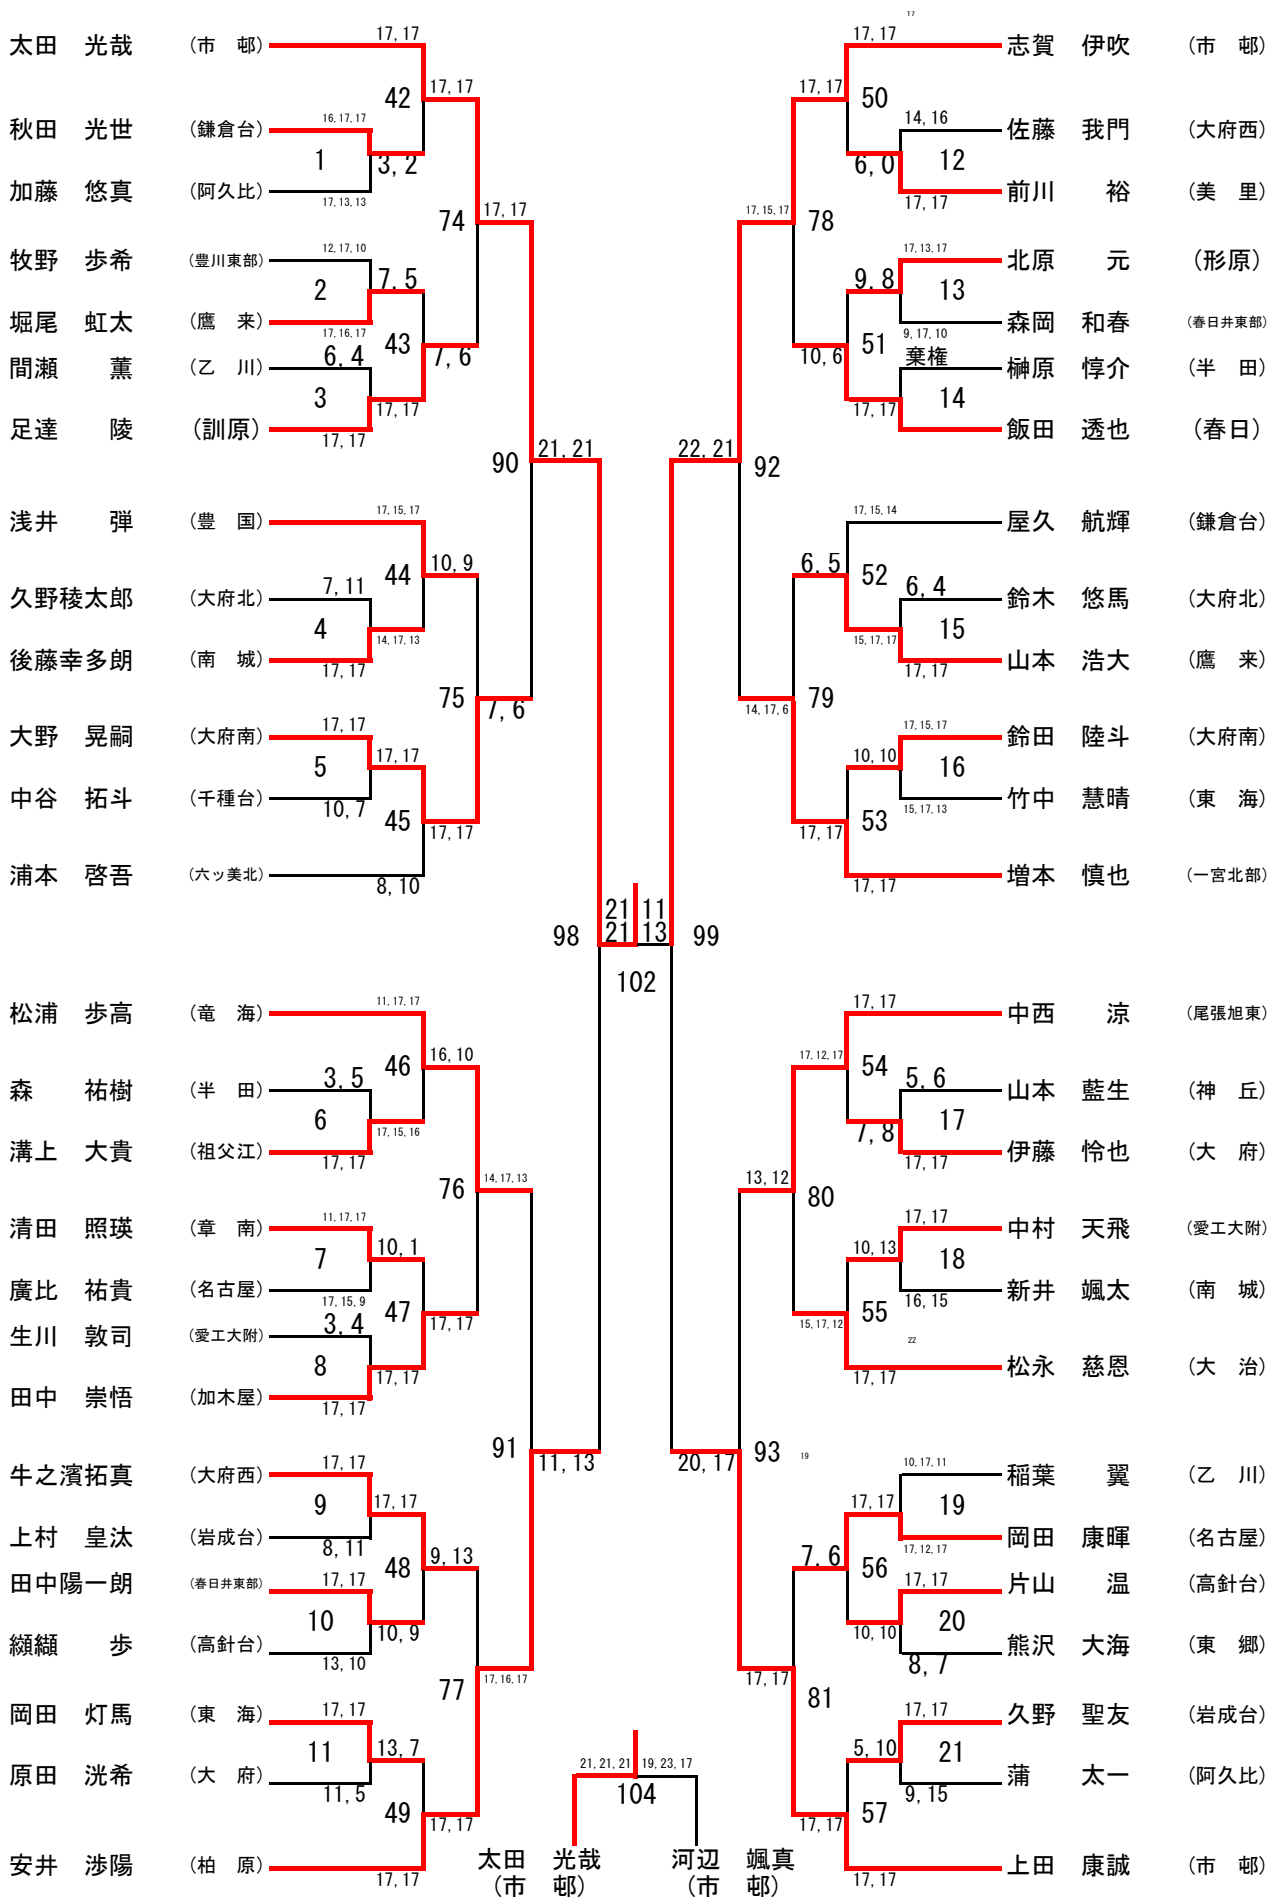 17
太田　光哉 (市　邨) 17, 17
17, 17 志賀　伊吹 (市　邨)
17, 17
17, 17
42
50
秋田　光世 (鎌倉台) 16, 17, 17
14, 16 佐藤　我門 (大府西)
1
3, 2
6, 0
12
加藤　悠真 (阿久比) 17, 13, 13
17, 17 前川　裕 (美　里)
74 17, 17
17, 15, 17 78
牧野　歩希 (豊川東部) 12, 17, 10
17, 13, 17 北原　元 (形原)
2
7, 5
9, 8
13
堀尾　虹太 (鷹　来) 17, 16, 17
9, 17, 10 森岡　和春 (春日井東部)
43 7, 6
10, 6 51
間瀬　薫 (乙　川) 6, 4
棄権 榊原　惇介 (半　田)
3
17, 17
17, 17
14
足達　陵 (訓原) 17, 17
飯田　透也 (春日)
90 21, 21
22, 21 92
浅井　弾 (豊　国) 17, 15, 17
17, 15, 14 屋久　航輝 (鎌倉台)
44 10, 9
6, 5 52
久野稜太郎 (大府北) 7, 11
6, 4 鈴木　悠馬 (大府北)
4
14, 17, 13
15, 17, 17
15
後藤幸多朗 (南　城) 17, 17
17, 17 山本　浩大 (鷹　来)
75 7, 6
14, 17, 6 79
大野　晃嗣 (大府南) 17, 17
17, 15, 17 鈴田　陸斗 (大府南)
5
17, 17
10, 10
16
中谷　拓斗 (千種台) 10, 7
15, 17, 13 竹中　慧晴 (東　海)
45 17, 17
17, 17 53
浦本　啓吾 (六ッ美北) 8, 10
17, 17 増本　慎也 (一宮北部)
21 11
98 21 13 99
102
松浦　歩高 (竜　海) 11, 17, 17
17, 17 中西　涼 (尾張旭東)
46 16, 10
17, 12, 17 54
森　祐樹 (半　田) 3, 5
5, 6 山本　藍生 (神　丘)
6
17, 15, 16
7, 8
17
溝上　大貴 (祖父江) 17, 17
17, 17 伊藤　怜也 (大　府)
76 14, 17, 13
13, 12 80
清田　照瑛 (章　南) 11, 17, 17
17, 17 中村　天飛 (愛工大附)
7
10, 1
10, 13
18
廣比　祐貴 (名古屋) 17, 15, 9
16, 15 新井　颯太 (南　城)
47 17, 17
15, 17, 12 55
生川　敦司 (愛工大附) 3, 4
22
8
17, 17
田中　崇悟 (加木屋) 17, 17
17, 17 松永　慈恩 (大　治)
91 11, 13
20, 17 93
19
牛之濱拓真 (大府西) 17, 17
10, 17, 11 稲葉　翼 (乙　川)
9
17, 17
17, 17
19
上村　皇汰 (岩成台) 8, 11
17, 12, 17 岡田　康暉 (名古屋)
48 9, 13
7, 6 56
田中陽一朗 (春日井東部) 17, 17
17, 17 片山　温 (高針台)
10
10, 9
10, 10
20
纐纈　歩 (高針台) 13, 10
8, 7 熊沢　大海 (東　郷)
77 17, 16, 17
17, 17 81
岡田　灯馬 (東　海) 17, 17
17, 17 久野　聖友 (岩成台)
11
13, 7
5, 10
21
原田　洸希 (大　府) 11, 5
9, 15 蒲　太一 (阿久比)
49 17, 17
17, 17 57
安井　渉陽 (柏　原) 17, 17
17, 17 上田　康誠 (市　邨)
21, 21, 21 19, 23, 17
104
太田　光哉 河辺　颯真
(市　邨) (市　邨)